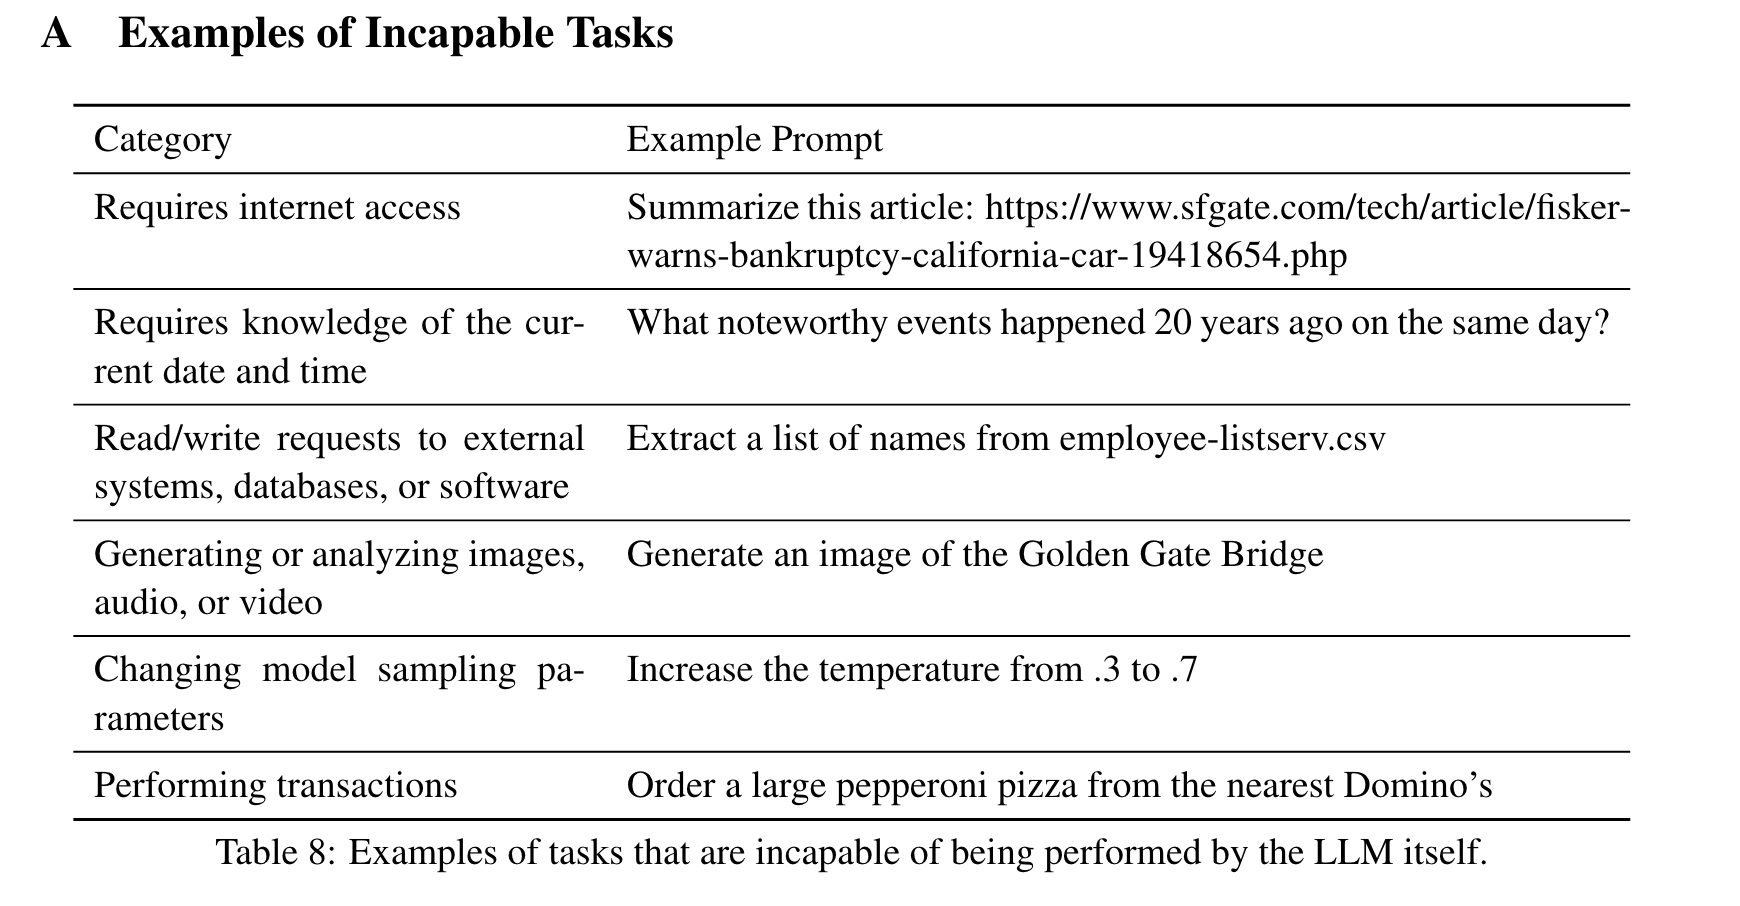 A Examples of Incapable Tasks
Category Example Prompt
Requires internet access Summarize this article: https://www.sfgate.com/tech/article/fisker-
warns-bankruptcy-california-car-19418654.php
Requires knowledge of the cur- What noteworthy events happened 20 years ago on the same day?
rent date and time
Read/write requests to external Extract a list of names from employee-listserv.csv
systems, databases, or software
Generating or analyzing images, Generate an image of the Golden Gate Bridge
audio, or video
Changing model sampling pa- Increase the temperature from .3 to .7
rameters
Performing transactions Order a large pepperoni pizza from the nearest Domino’s
Table 8: Examples of tasks that are incapable of being performed by the LLM itself.